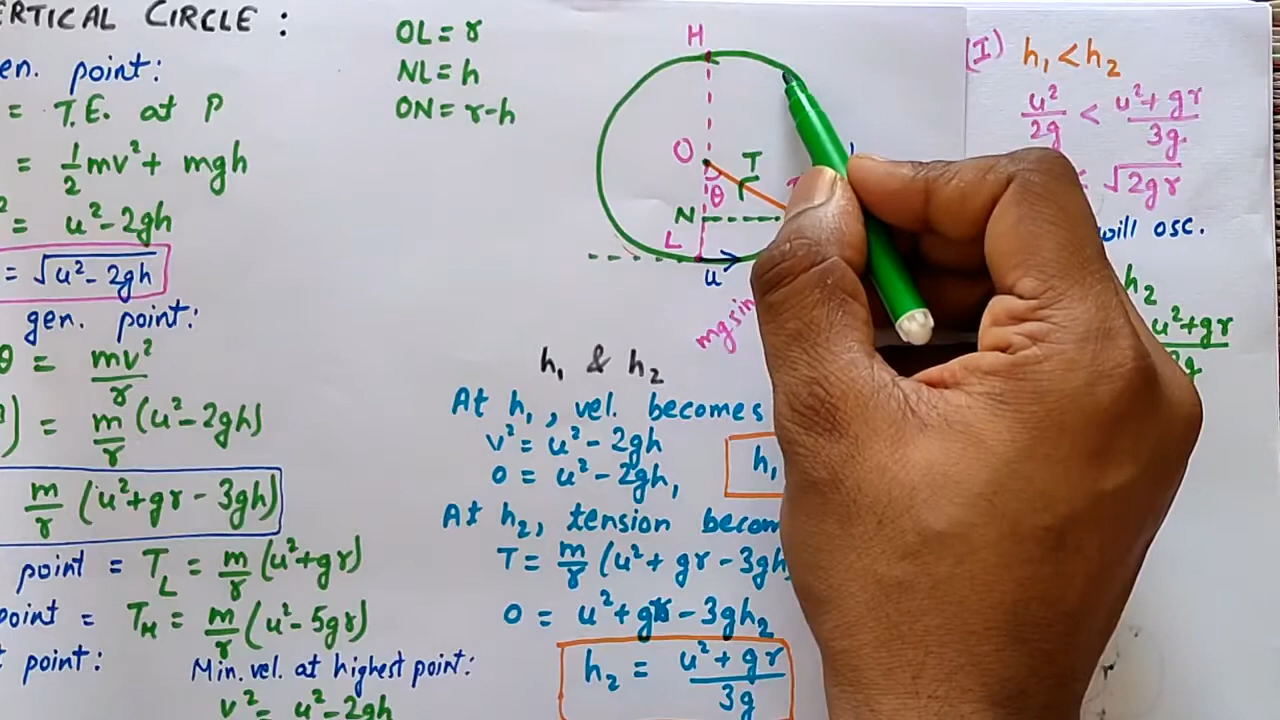 ERTICAL CIRCLE :
en. point:
= T.E. at P
= 1/2 mv² + mgh
² = u² - 2gh
= √u² - 2gh
gen. point:
θ = mv²/r
) = m/r (u² - 2gh)
m/r (u² + gr - 3gh)
point = T_L = m/r (u² + gr)
point = T_H = m/r (u² - 5gr)
point:
Min. vel. at highest point:
v² = u² - 2gh
OL = r
NL = h
ON = r-h
H
O
T
θ
N
L
u
mg sin
h₁ & h₂
At h₁, vel. becomes
v² = u² - 2gh
0 = u² - 2gh₁
h₁
At h₂, tension becom
T = m/r (u² + gr - 3gh
0 = u² + gr - 3gh₂
h₂ = u² + gr / 3g
(I) h₁ < h₂
u²/2g < u² + gr / 3g
√2gr
will osc.
h₂
u² + gr